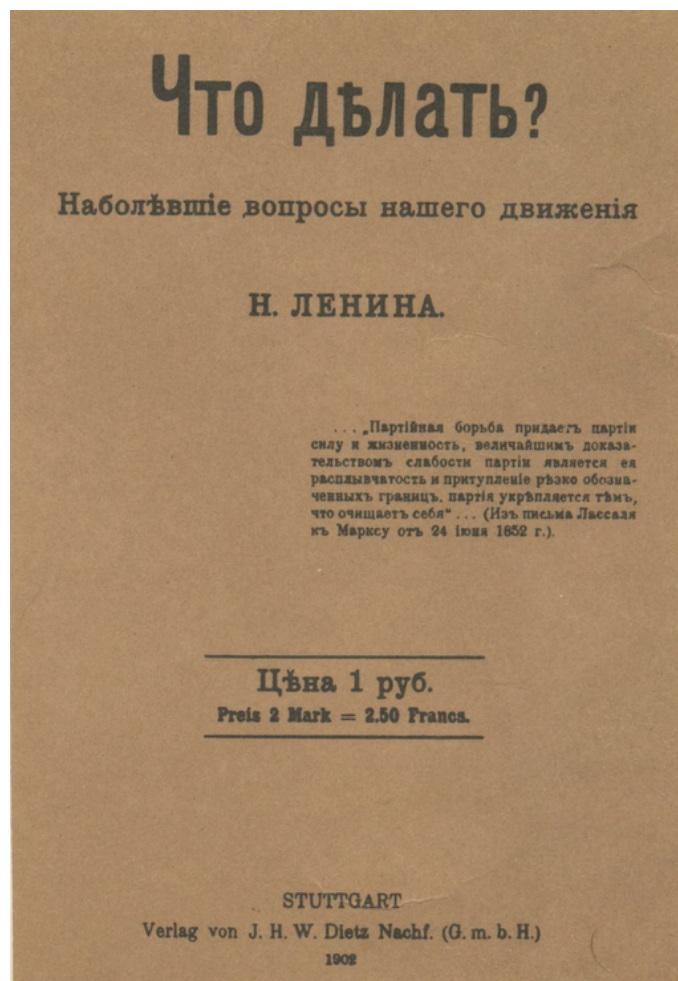 Что дѣлать?
Наболѣвшіе вопросы нашего движенія
Н. ЛЕНИНА.
... „Партійная борьба придаетъ партіи
силу и жизненность, величайшимъ доказа-
тельствомъ слабости партіи является ея
расплывчатость и притупленіе рѣзко обозна-
ченныхъ границъ, партія укрѣпляется тѣмъ,
что очищаетъ себя“ ... (Изъ письма Лассаля
къ Марксу отъ 24 іюня 1852 г.).
Цѣна 1 руб.
Preis 2 Mark = 2.50 Francs.
STUTTGART
Verlag von J. H. W. Dietz Nachf. (G. m. b. H.)
1902